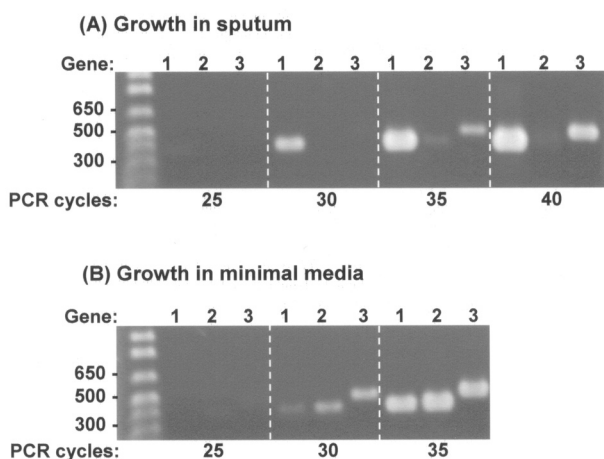 (A) Growth in sputum
Gene: 1 2 3 1 2 3 1 2 3 1 2 3
650 -
500 -
300 -
PCR cycles: 25 30 35 40
(B) Growth in minimal media
Gene: 1 2 3 1 2 3 1 2 3
650 -
500 -
300 -
PCR cycles: 25 30 35